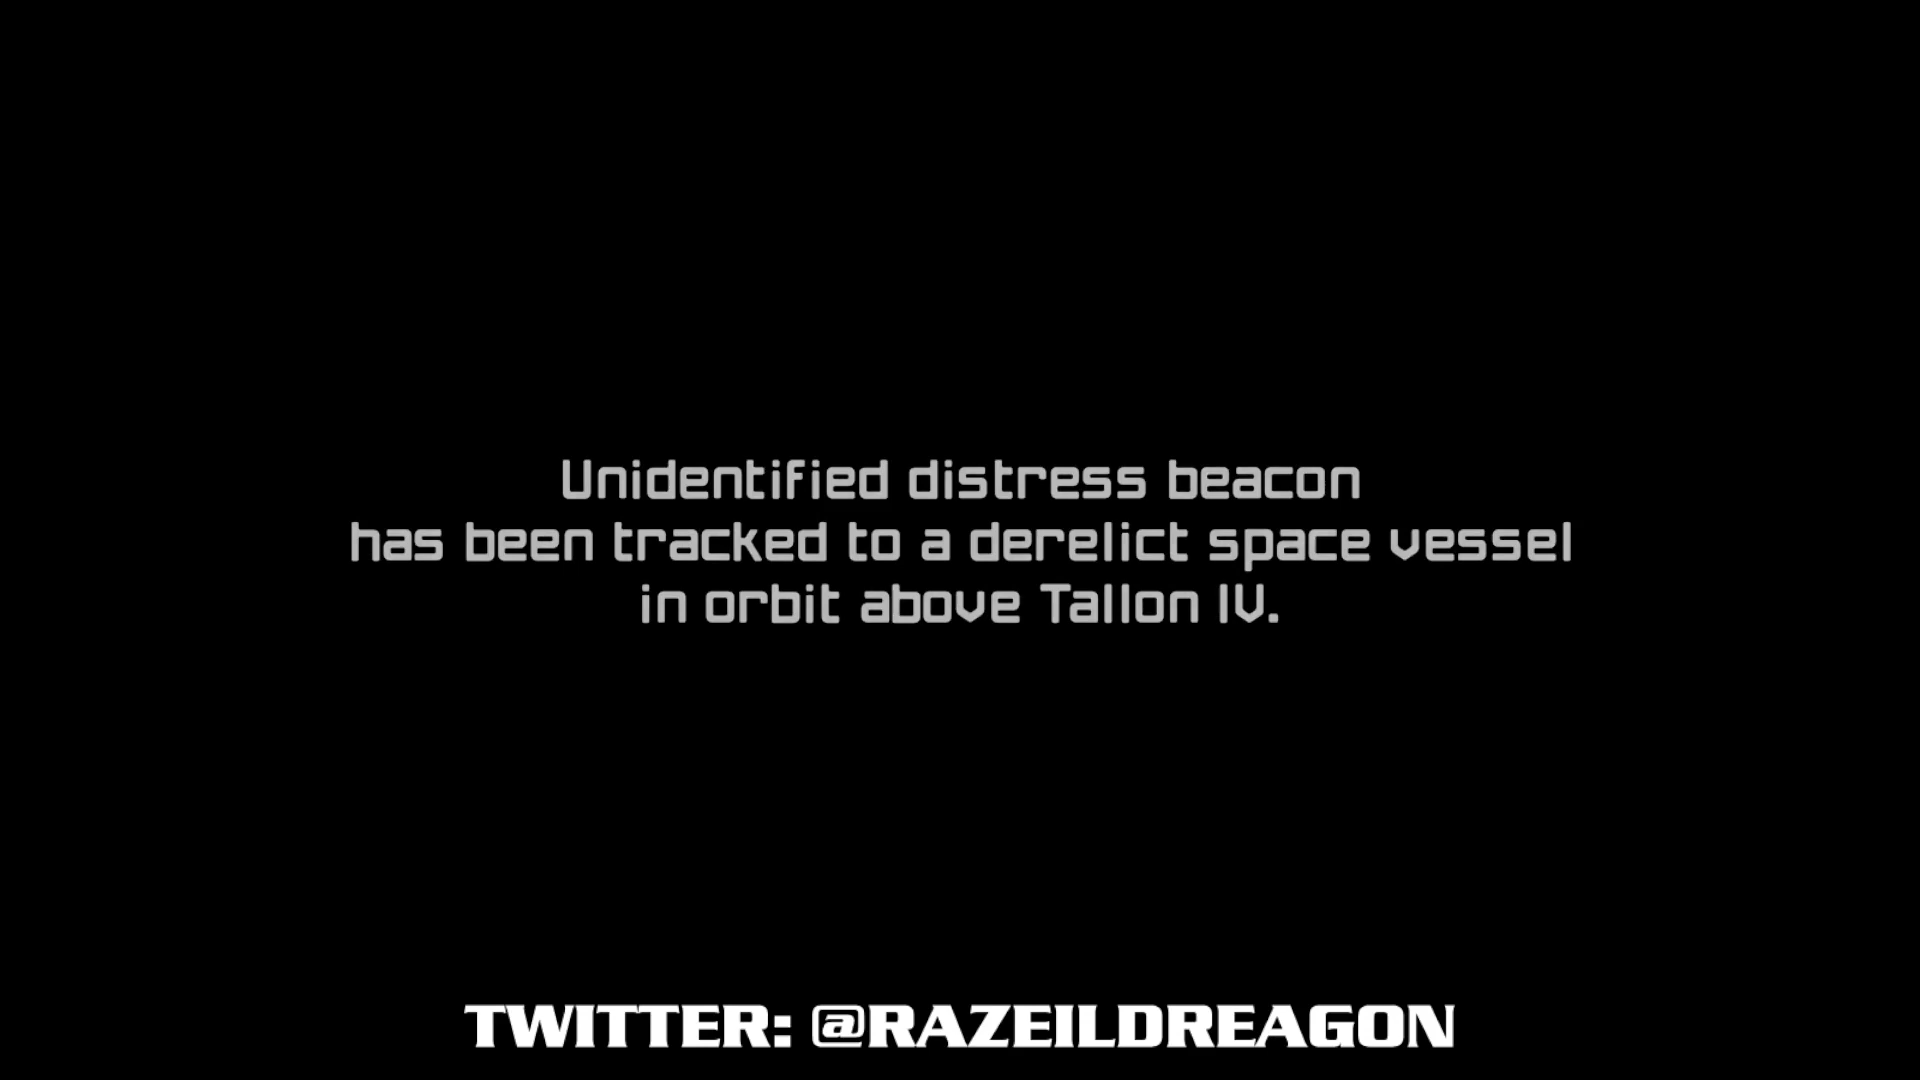 Unidentified distress beacon
has been tracked to a derelict space vessel
in orbit above Tallon IV.
TWITTER: @RAZEILDREAGON